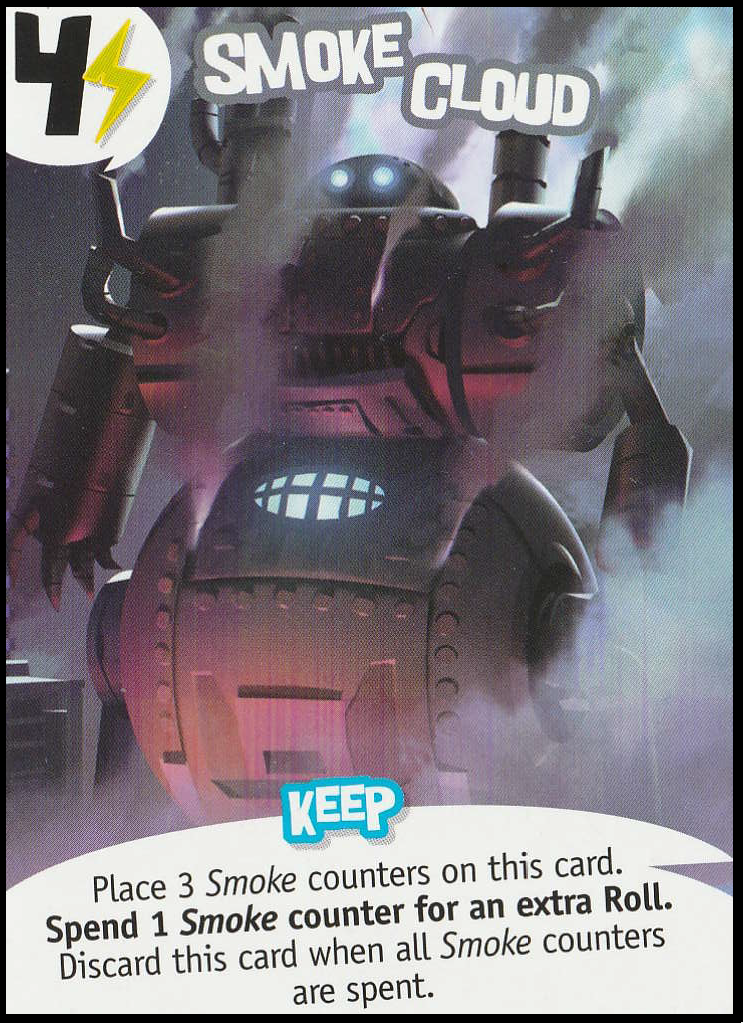 4
SMOKE
CLOUD
KEEP
Place 3 Smoke counters on this card.
Spend 1 Smoke counter for an extra Roll.
Discard this card when all Smoke counters
are spent.